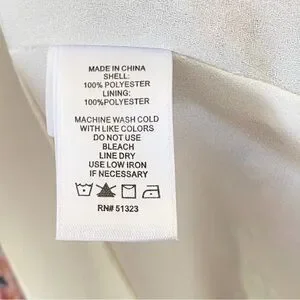 MADE IN CHINA
SHELL:
100% POLYESTER
LINING:
100%POLYESTER
MACHINE WASH COLD
WITH LIKE COLORS
DO NOT USE
BLEACH
LINE DRY
USE LOW IRON
IF NECESSARY
RN# 51323